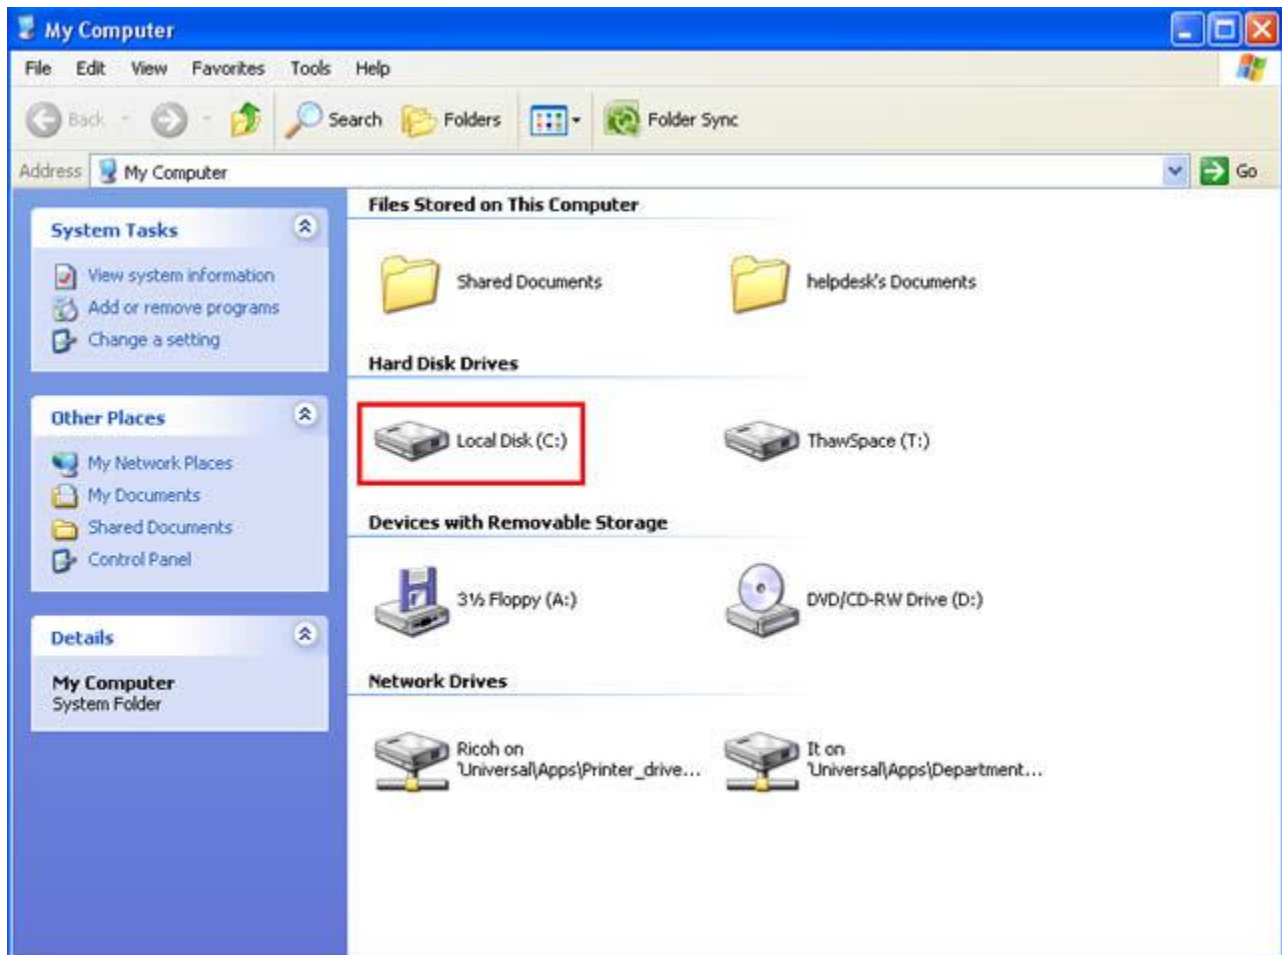 My Computer
File Edit View Favorites Tools Help
Back Search Folders Folder Sync
Address My Computer Go
System Tasks
View system information
Add or remove programs
Change a setting
Other Places
My Network Places
My Documents
Shared Documents
Control Panel
Details
My Computer
System Folder
Files Stored on This Computer
Shared Documents
helpdesk's Documents
Hard Disk Drives
Local Disk (C:)
ThawSpace (T:)
Devices with Removable Storage
3½ Floppy (A:)
DVD/CD-RW Drive (D:)
Network Drives
Ricoh on
'Universal\Apps\Printer_drive...
It on
'Universal\Apps\Department...